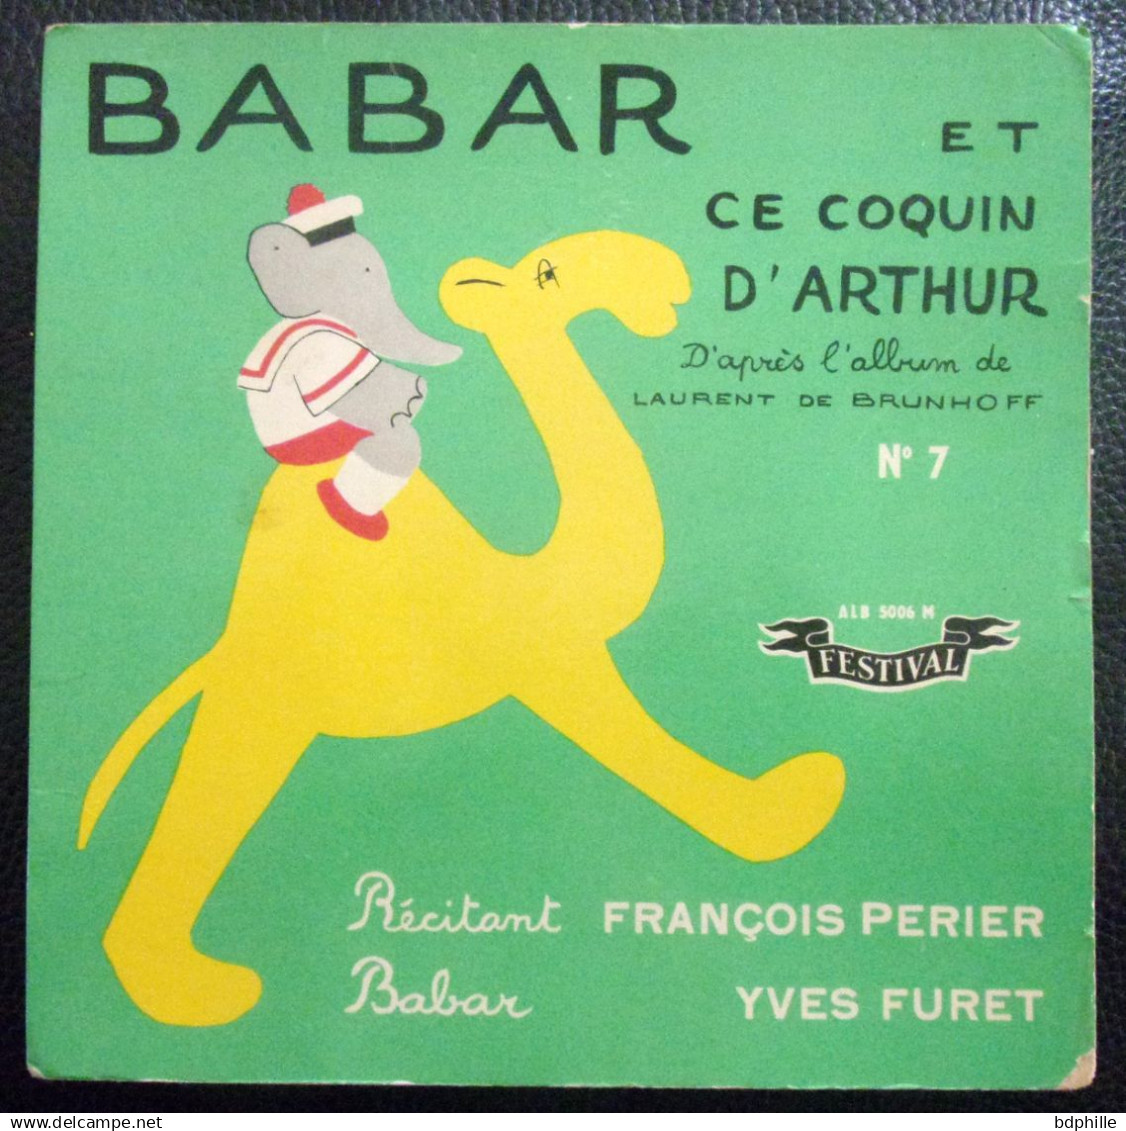 BABAR
ET
CE COQUIN
D'ARTHUR
D'après l'album de
LAURENT DE BRUNHOFF
N° 7
ALB 5006 M
FESTIVAL
Récitant FRANÇOIS PERIER
Babar YVES FURET
www.delcampe.net
bdphille